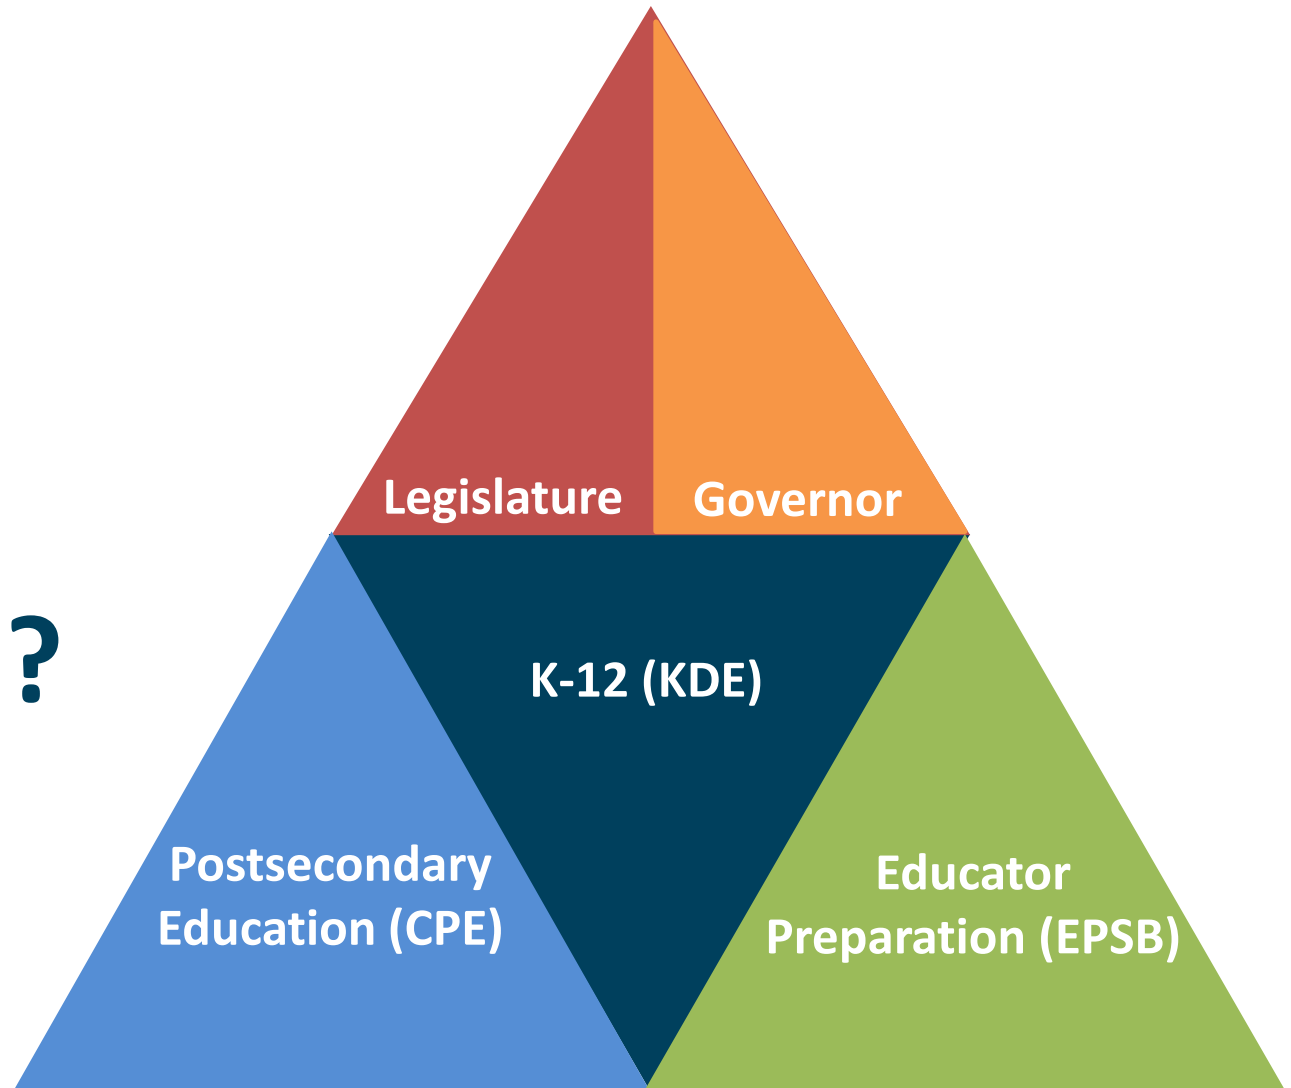 Legislature
Governor
?
K-12 (KDE)
Postsecondary
Education (CPE)
Educator
Preparation (EPSB)